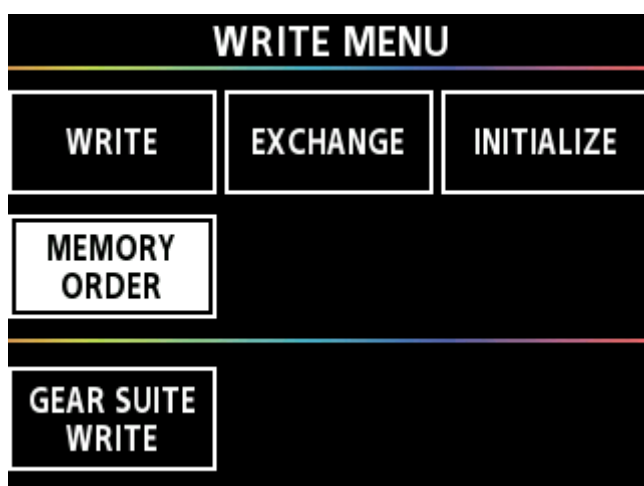 WRITE MENU
WRITE
EXCHANGE
INITIALIZE
MEMORY
ORDER
GEAR SUITE
WRITE